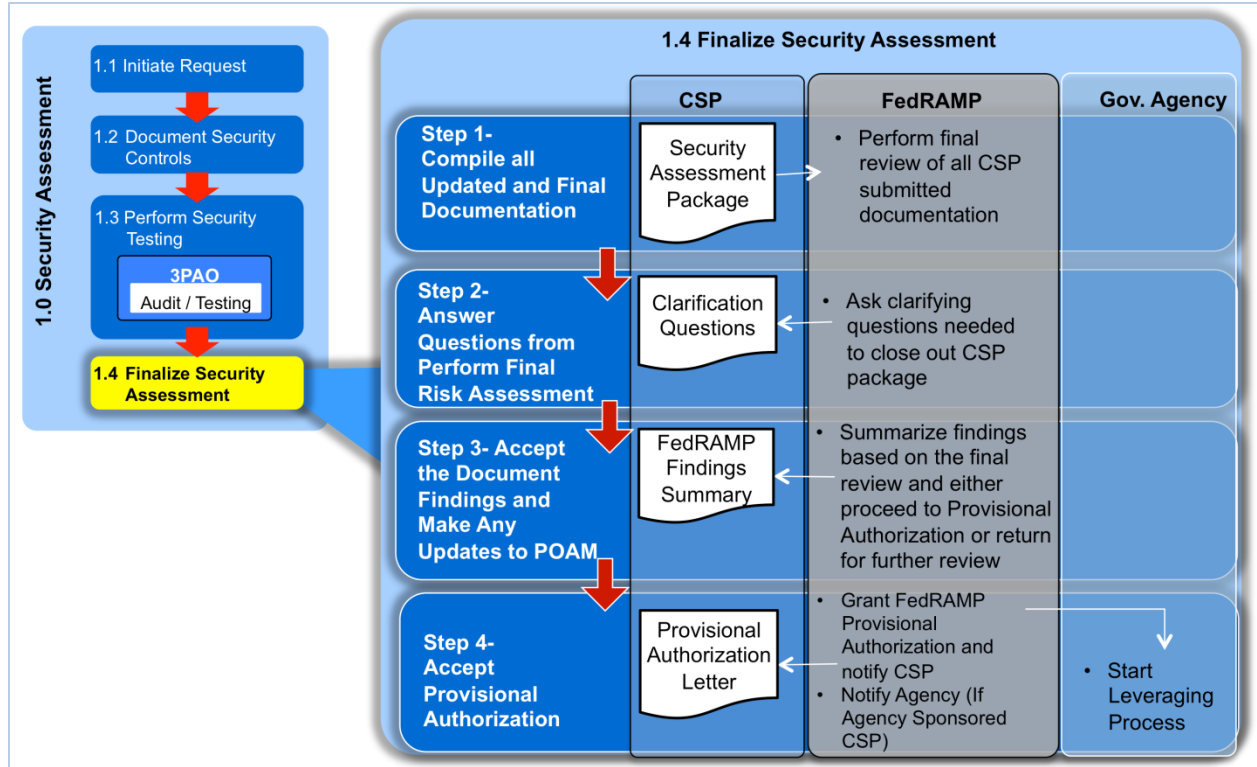 1.0 Security Assessment
1.1 Initiate Request
1.2 Document Security
Controls
1.3 Perform Security
Testing
3PAO
Audit / Testing
1.4 Finalize Security
Assessment
1.4 Finalize Security Assessment
CSP
FedRAMP
Gov. Agency
Step 1-
Compile all
Updated and Final
Documentation
Security
Assessment
Package
• Perform final
review of all CSP
submitted
documentation
Step 2-
Answer
Questions from
Perform Final
Risk Assessment
Clarification
Questions
• Ask clarifying
questions needed
to close out CSP
package
Step 3- Accept
the Document
Findings and
Make Any
Updates to POAM
FedRAMP
Findings
Summary
• Summarize findings
based on the final
review and either
proceed to Provisional
Authorization or return
for further review
Step 4-
Accept
Provisional
Authorization
Provisional
Authorization
Letter
• Grant FedRAMP
Provisional
Authorization and
notify CSP
• Notify Agency (If
Agency Sponsored
CSP)
• Start
Leveraging
Process